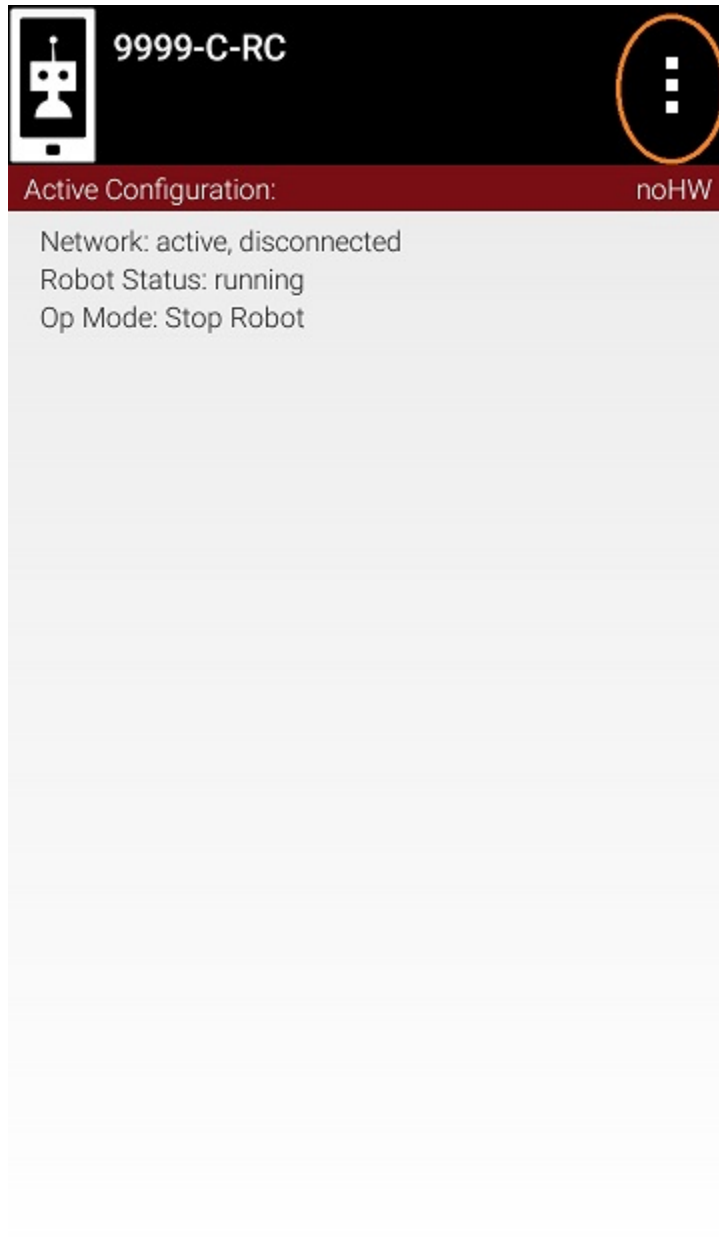 9999-C-RC
Active Configuration: noHW
Network: active, disconnected
Robot Status: running
Op Mode: Stop Robot